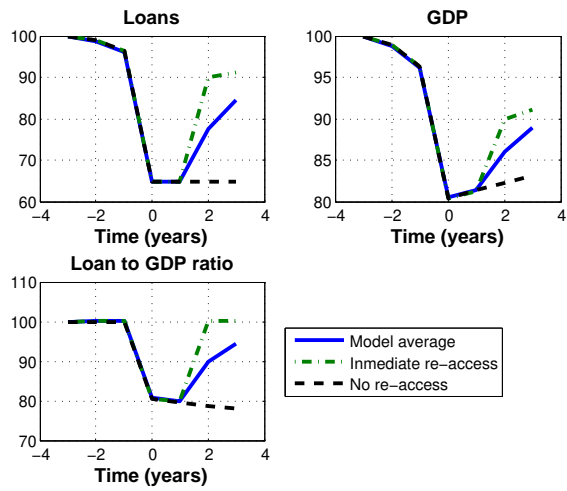 Loans
100
90
80
70
60
−4 −2 0 2 4
Time (years)
GDP
100
95
90
85
80
−4 −2 0 2 4
Time (years)
Loan to GDP ratio
110
100
90
80
70
−4 −2 0 2 4
Time (years)
Model average
Inmediate re−access
No re−access